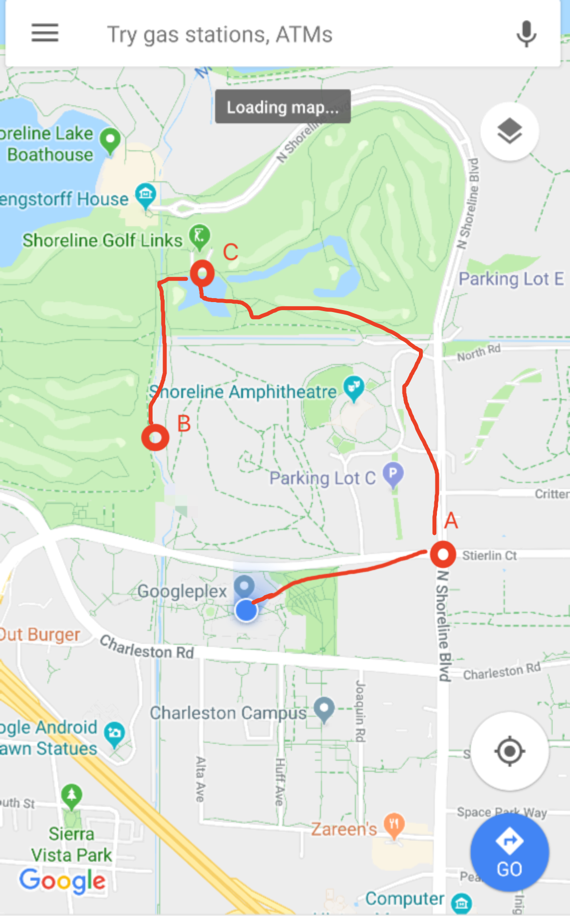 Try gas stations, ATMs
Loading map...
N Shoreli
oreline Lake
Boathouse
engstorff House
N Shoreline Blvd
Shoreline Golf Links
C
Parking Lot E
North Rd
Shoreline Amphitheatre
B
Parking Lot C
Critter
A
Stierlin Ct
Googleplex
N Shoreline Blvd
Out Burger
Charleston Rd
Charleston Rd
Charleston Campus
Joaquin Rd
ogle Android
awn Statues
Alta Ave
Huff Ave
S
outh St
Space Park Way
Zareen's
Sierra
Vista Park
GO
Google
Pea
Computer